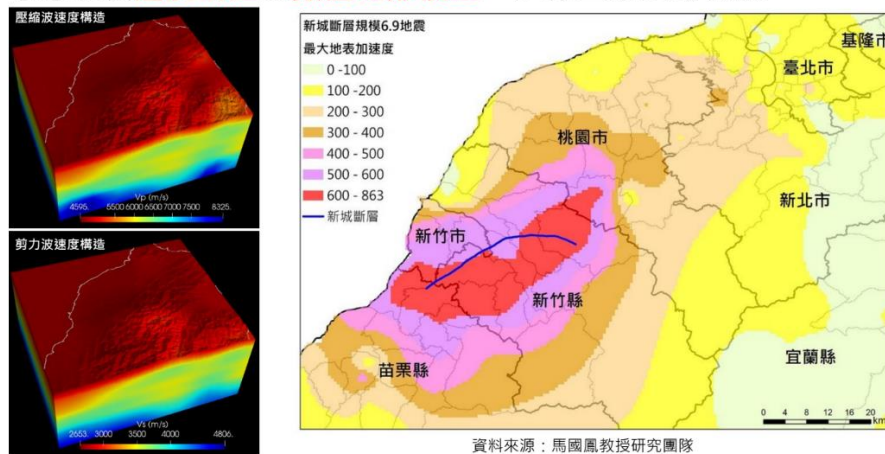 壓縮波速度構造
Vp (m/s)
4595. 5500 6000 6500 7000 7500 8325.
剪力波速度構造
Vs (m/s)
2653. 3000 3500 4000 4806.
新城斷層規模6.9地震
最大地表加速度
0 -100
100 -200
200 - 300
300 - 400
400 - 500
500 - 600
600 - 863
新城斷層
基隆市
臺北市
桃園市
新北市
新竹市
新竹縣
宜蘭縣
苗栗縣
0 4 8 12 16 20
km
資料來源：馬國鳳教授研究團隊